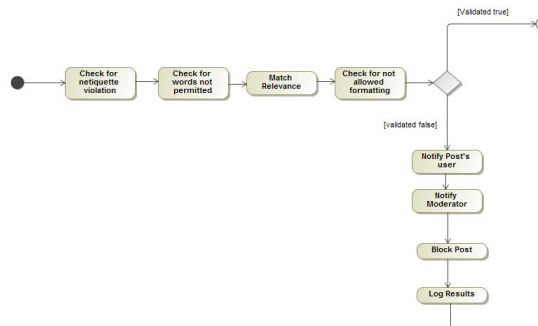 [Validated true]
Check for
netiquette
violation
Check for
words not
permitted
Match
Relevance
Check for not
allowed
formatting
[validated false]
Notify Post's
user
Notify
Moderator
Block Post
Log Results